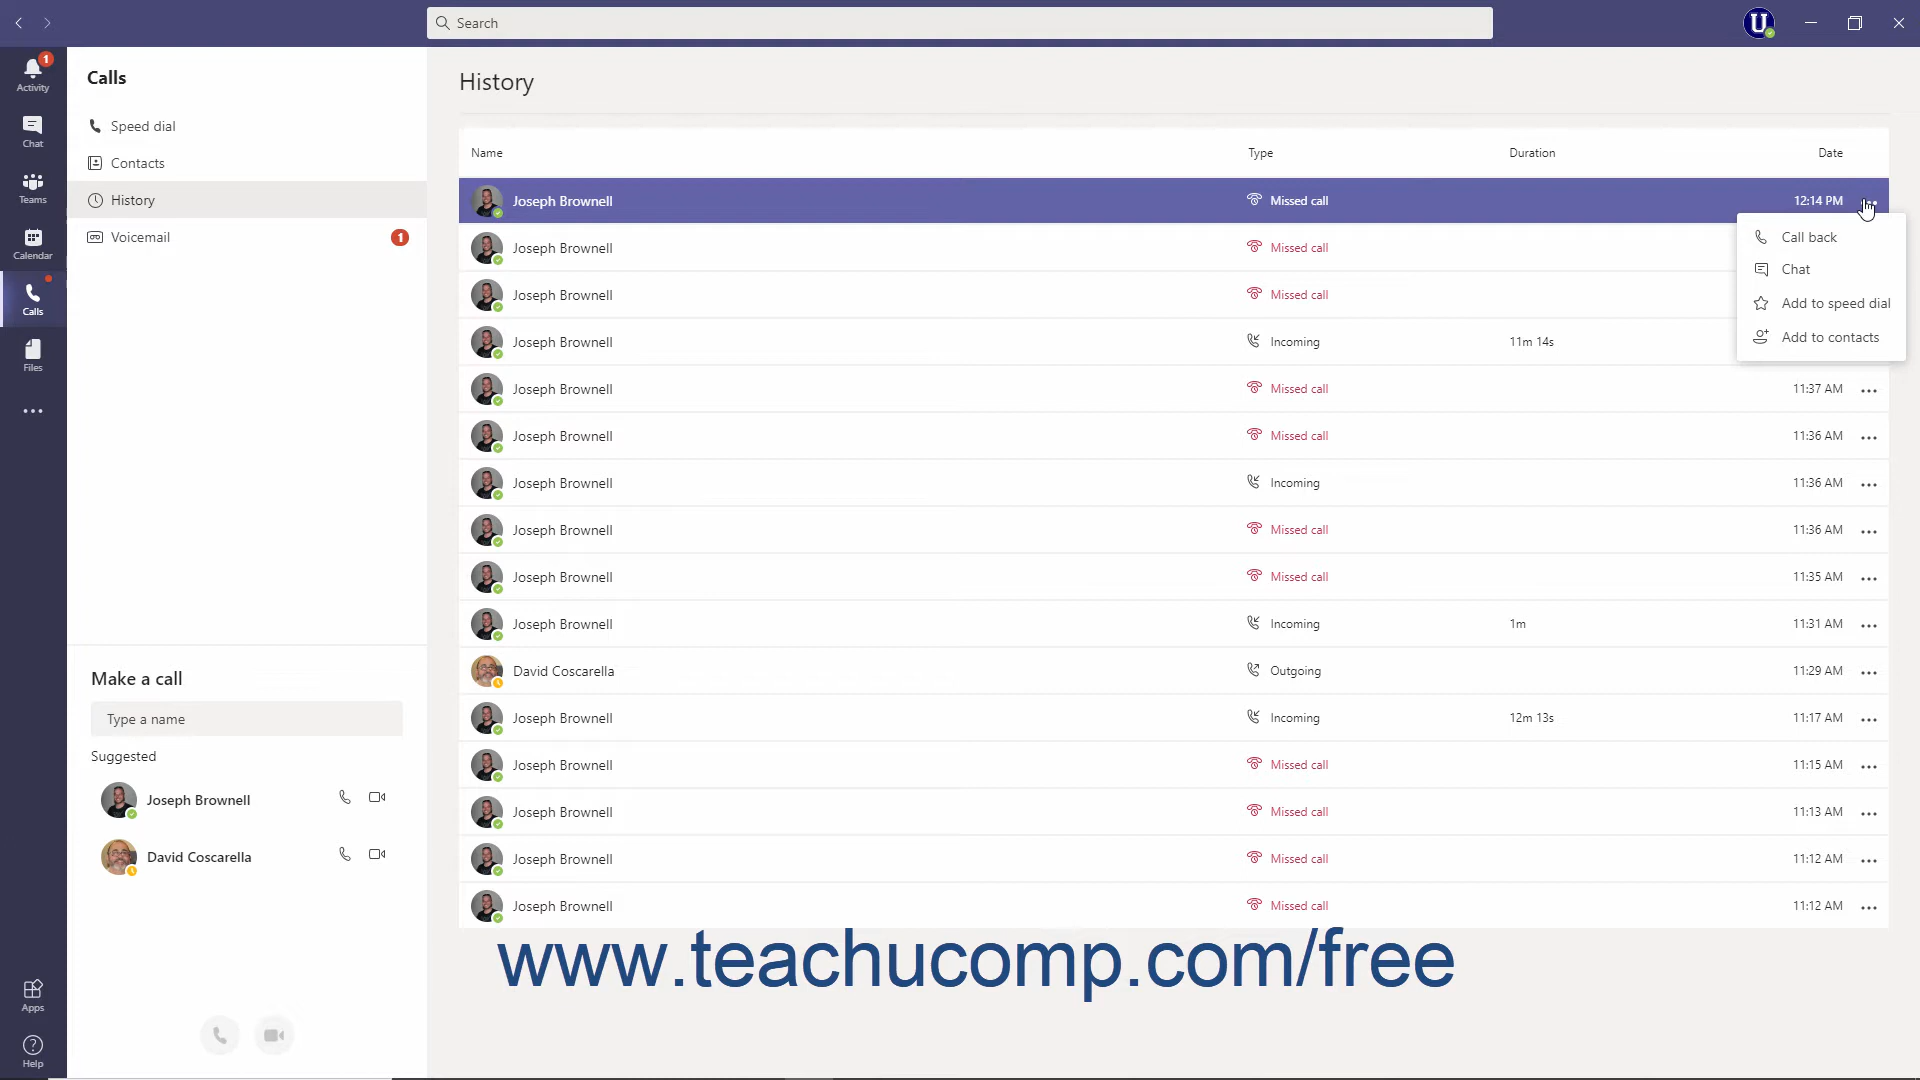 Search
U
1
Activity
Chat
Teams
Calendar
Calls
Files
Apps
Help
Calls
Speed dial
Contacts
History
Voicemail 1
Make a call
Type a name
Suggested
Joseph Brownell
David Coscarella
History
Name Type Duration Date
Joseph Brownell Missed call 12:14 PM
Joseph Brownell Missed call
Joseph Brownell Missed call
Joseph Brownell Incoming 11m 14s
Joseph Brownell Missed call 11:37 AM
Joseph Brownell Missed call 11:36 AM
Joseph Brownell Incoming 11:36 AM
Joseph Brownell Missed call 11:36 AM
Joseph Brownell Missed call 11:35 AM
Joseph Brownell Incoming 1m 11:31 AM
David Coscarella Outgoing 11:29 AM
Joseph Brownell Incoming 12m 13s 11:17 AM
Joseph Brownell Missed call 11:15 AM
Joseph Brownell Missed call 11:13 AM
Joseph Brownell Missed call 11:12 AM
Joseph Brownell Missed call 11:12 AM
Call back
Chat
Add to speed dial
Add to contacts
www.teachucomp.com/free